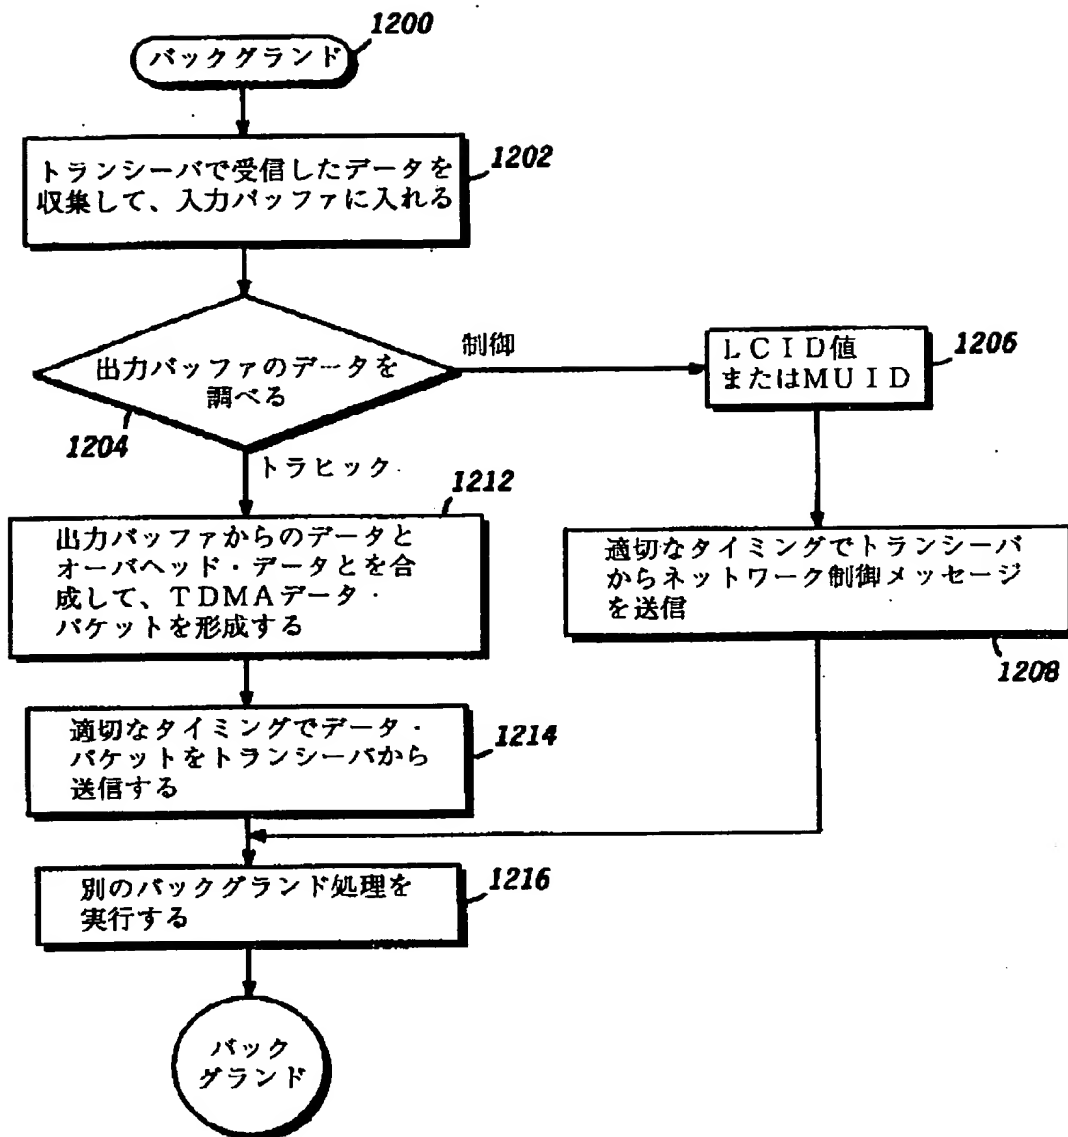 1200
バックグランド
1202
トランシーバで受信したデータを
収集して、入力バッファに入れる
出力バッファのデータを
調べる
1204
制御
LCID値
またはMUID
1206
トラヒック
1212
出力バッファからのデータと
オーバヘッド・データとを合
成して、TDMAデータ・
パケットを形成する
適切なタイミングでトランシーバ
からネットワーク制御メッセージ
を送信
1208
適切なタイミングでデータ・
パケットをトランシーバから
送信する
1214
別のバックグランド処理を
実行する
1216
バック
グランド